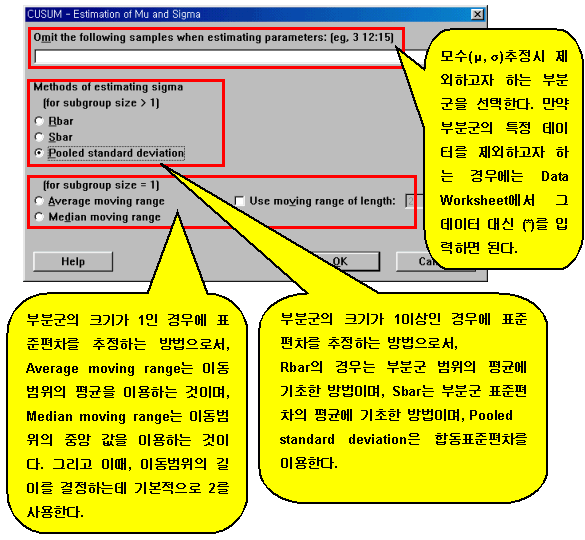 CUSUM - Estimation of Mu and Sigma
Omit the following samples when estimating parameters: (eg, 3 12:15)
Methods of estimating sigma
(for subgroup size > 1)
Rbar
Sbar
Pooled standard deviation
(for subgroup size = 1)
Average moving range
Use moving range of length:
Median moving range
Help
OK
모수(μ, σ)추정시 제
외하고자 하는 부분
군을 선택한다. 만약
부분군의 특정 데이
터를 제외하고자 하
는 경우에는 Data
Worksheet에서 그
데이터 대신 (*)를 입
력하면 된다.
부분군의 크기가 1인 경우에 표
준편차를 추정하는 방법으로서,
Average moving range는 이동
범위의 평균을 이용하는 것이며,
Median moving range는 이동범
위의 중앙 값을 이용하는 것이
다. 그리고 이때, 이동범위의 길
이를 결정하는데 기본적으로 2를
사용한다.
부분군의 크기가 1이상인 경우에 표준
편차를 추정하는 방법으로서,
Rbar의 경우는 부분군 범위의 평균에
기초한 방법이며, Sbar는 부분군 표준편
차의 평균에 기초한 방법이며, Pooled
standard deviation은 합동표준편차를
이용한다.